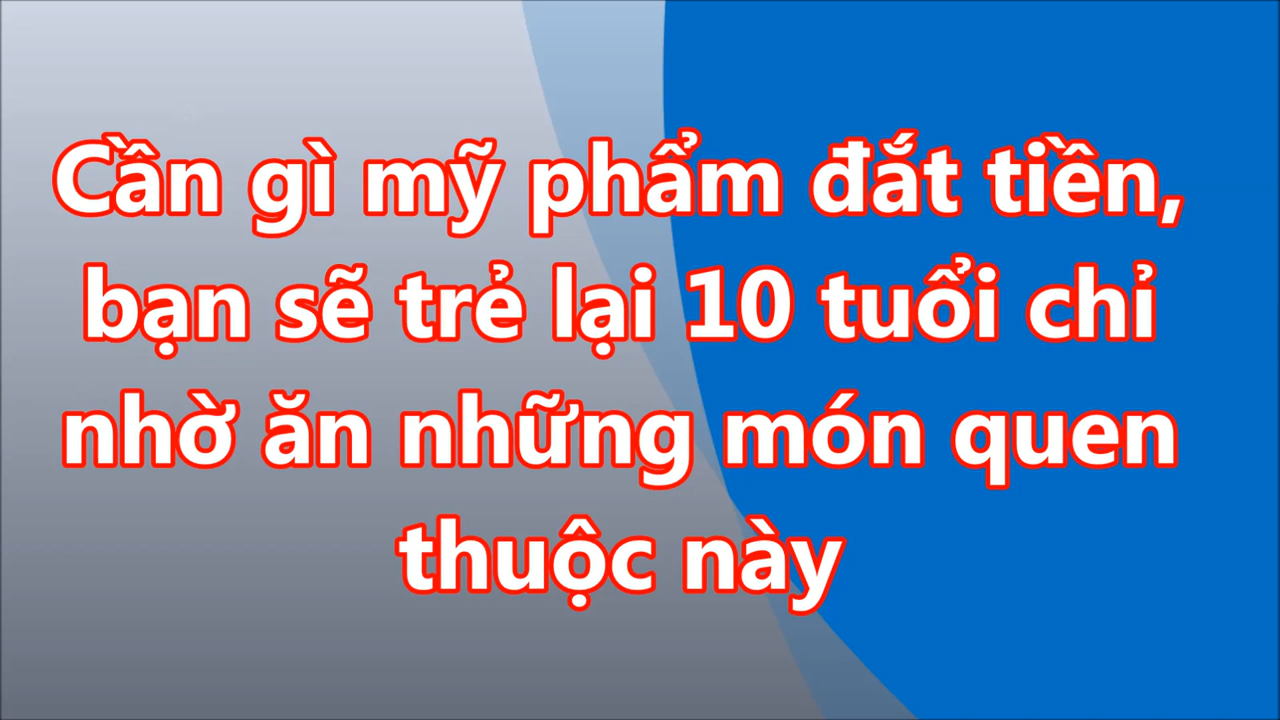 Cần gì mỹ phẩm đắt tiền,
bạn sẽ trẻ lại 10 tuổi chỉ
nhờ ăn những món quen
thuộc này